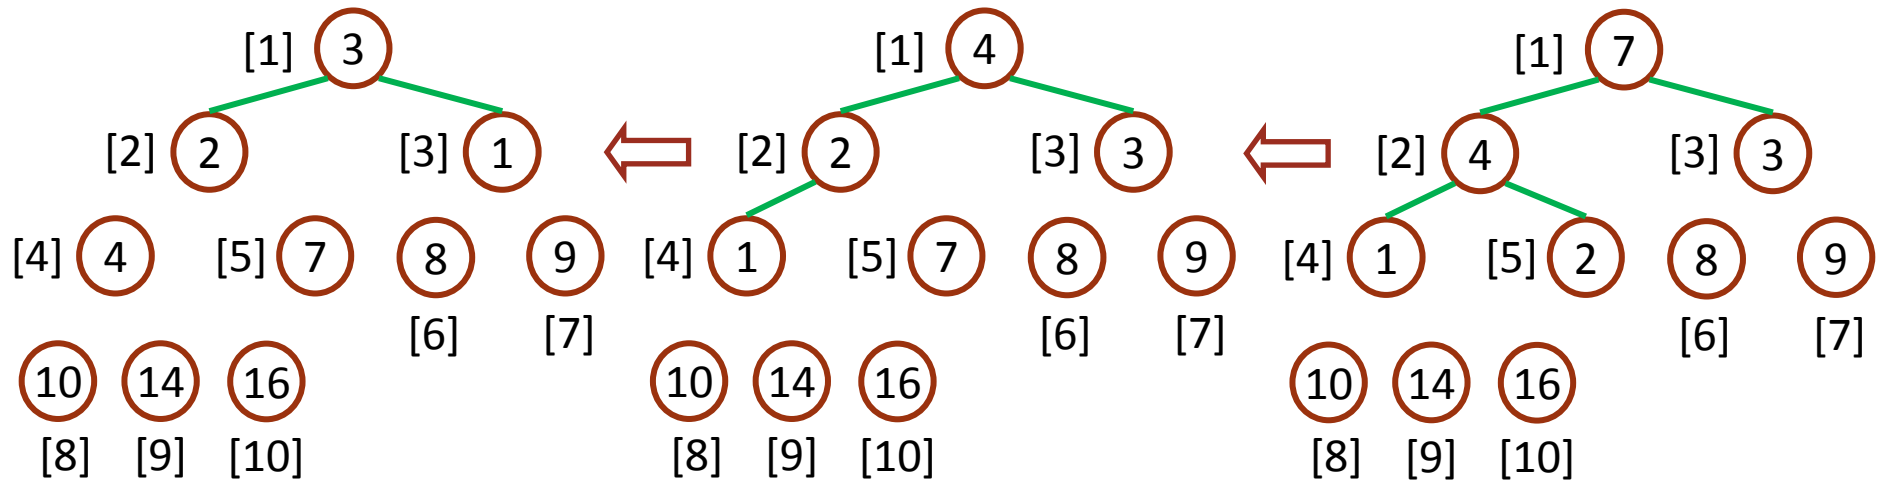 [1] 3 [1] 4 [1] 7
[2] 2 [3] 1 [2] 2 [3] 3 [2] 4 [3] 3
[4] 4 [5] 7 8 9 [4] 1 [5] 7 8 9 [4] 1 [5] 2 8 9
[6] [7] [6] [7] [6] [7]
10 14 16 10 14 16 10 14 16
[8] [9] [10] [8] [9] [10] [8] [9] [10]